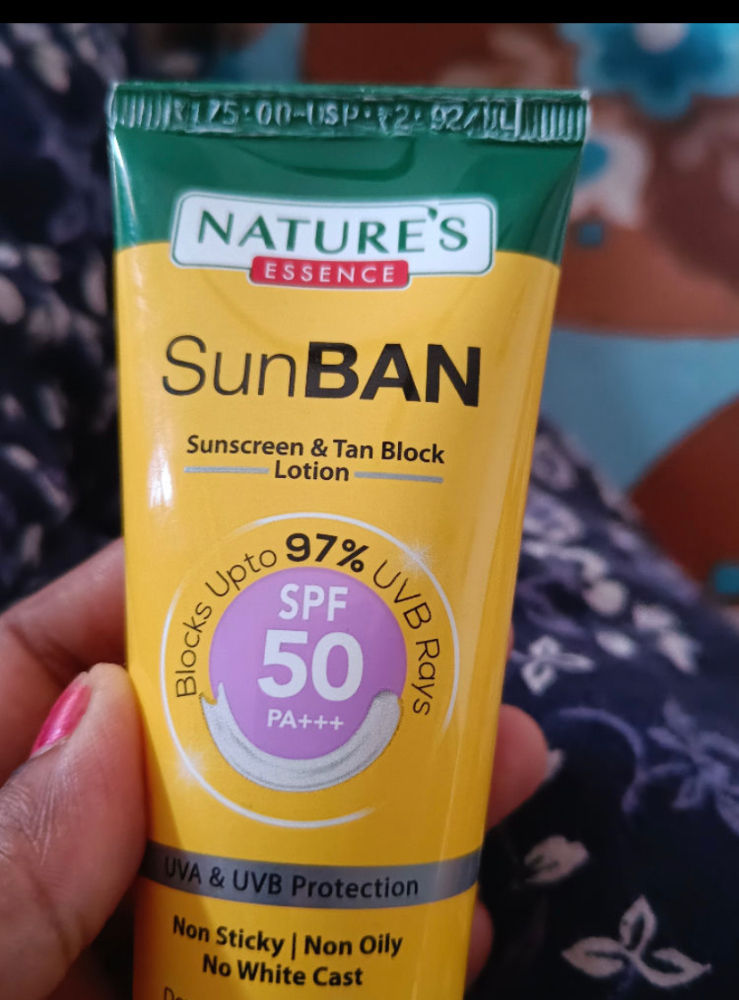 ₹175.00-USP-₹2.92/ML
NATURE'S
ESSENCE
SunBAN
Sunscreen & Tan Block
Lotion
Blocks Upto 97% UVB Rays
SPF
50
PA+++
UVA & UVB Protection
Non Sticky | Non Oily
No White Cast